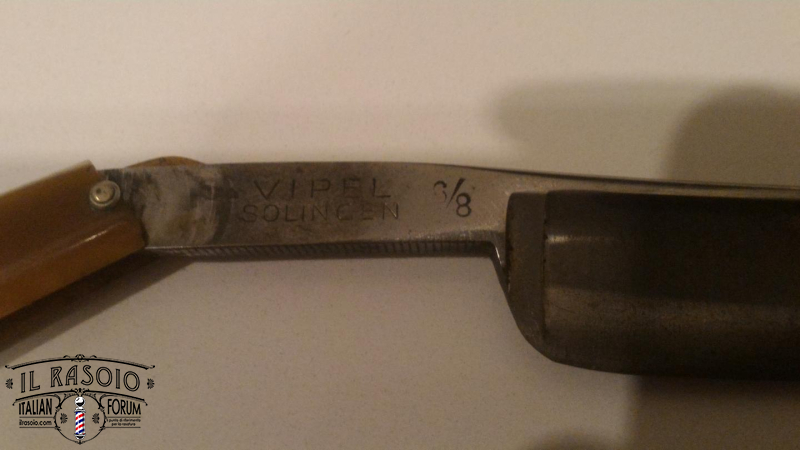 VIPEL 6/8
SOLINGEN
IL RASOIO
ITALIAN FORUM
ilrasoio.com